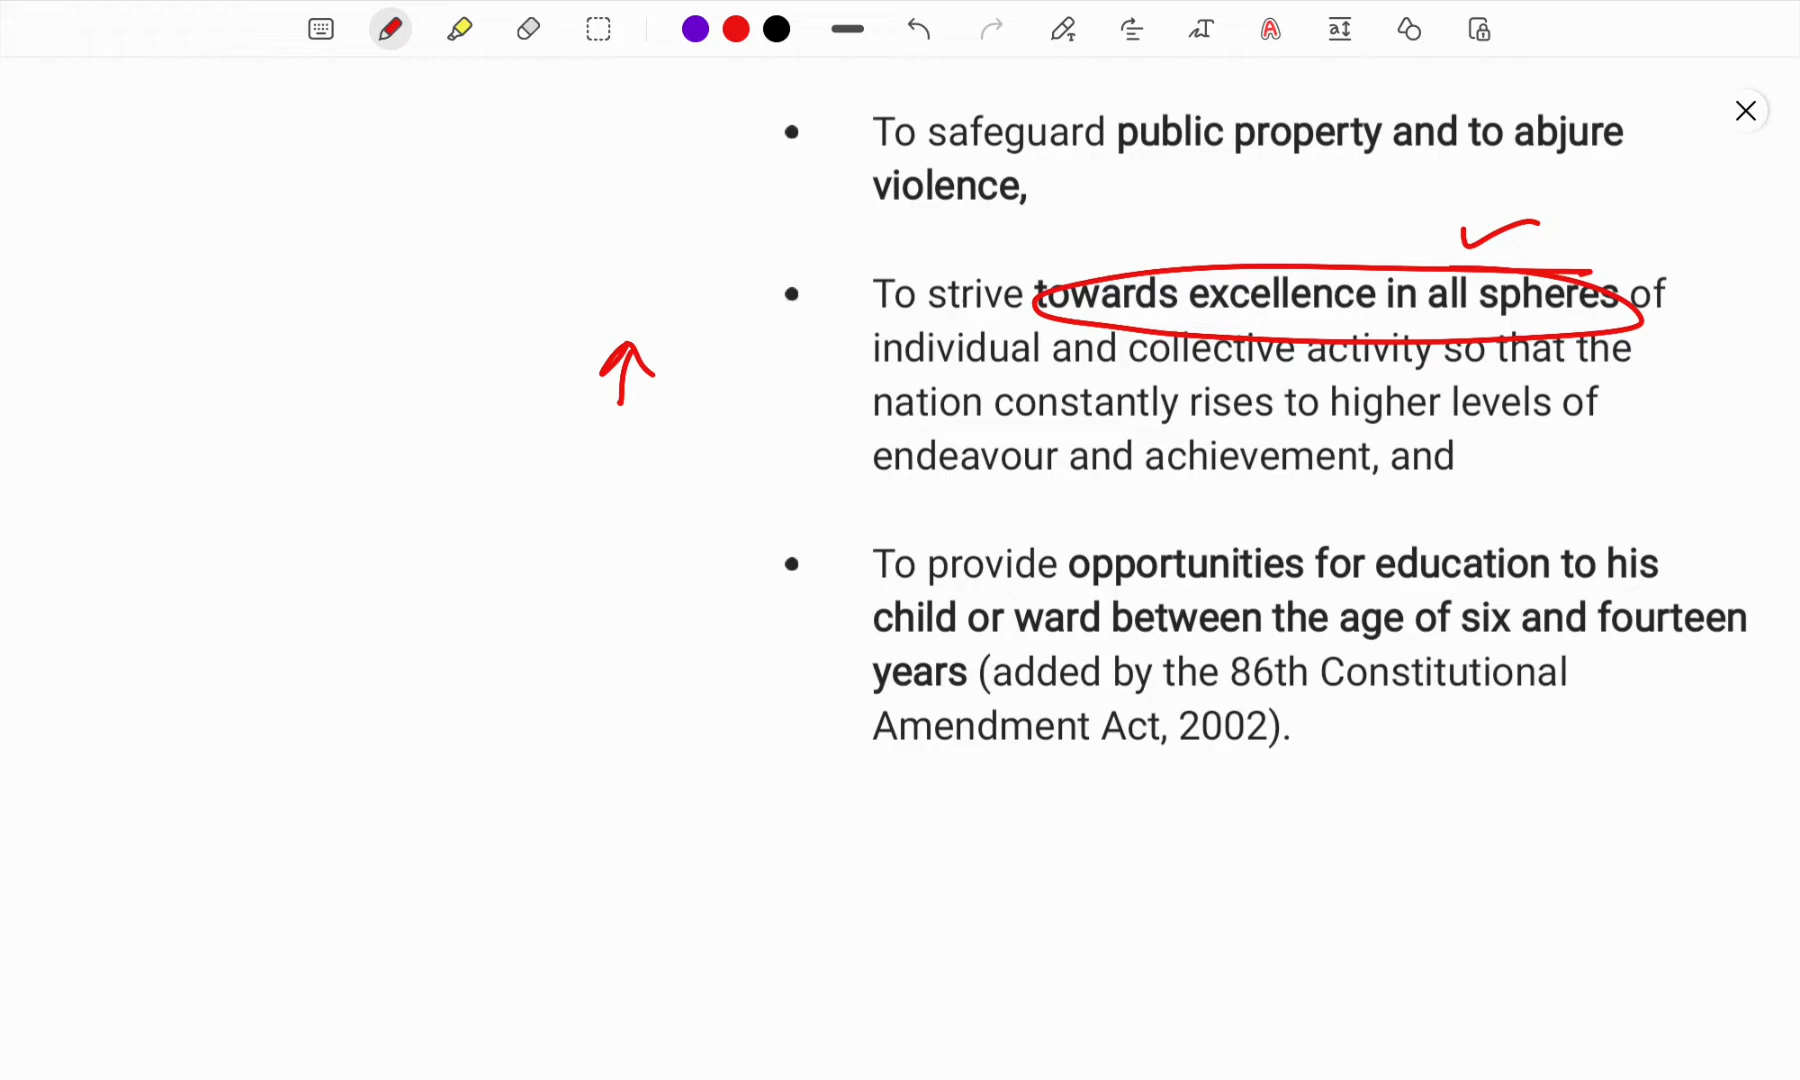 • To safeguard public property and to abjure
violence,
• To strive towards excellence in all spheres of
individual and collective activity so that the
nation constantly rises to higher levels of
endeavour and achievement, and
• To provide opportunities for education to his
child or ward between the age of six and fourteen
years (added by the 86th Constitutional
Amendment Act, 2002).